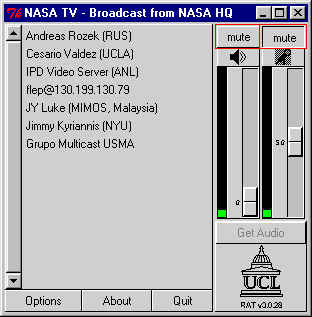 NASA TV - Broadcast from NASA HQ
Andreas Rozek (RUS)
Cesario Valdez (UCLA)
IPD Video Server (ANL)
flep@130.199.130.79
JY Luke (MIMOS, Malaysia)
Jimmy Kyriannis (NYU)
Grupo Multicast USMA
mute mute
50
0
Get Audio
UCL
RAT v3.0.28
Options About Quit